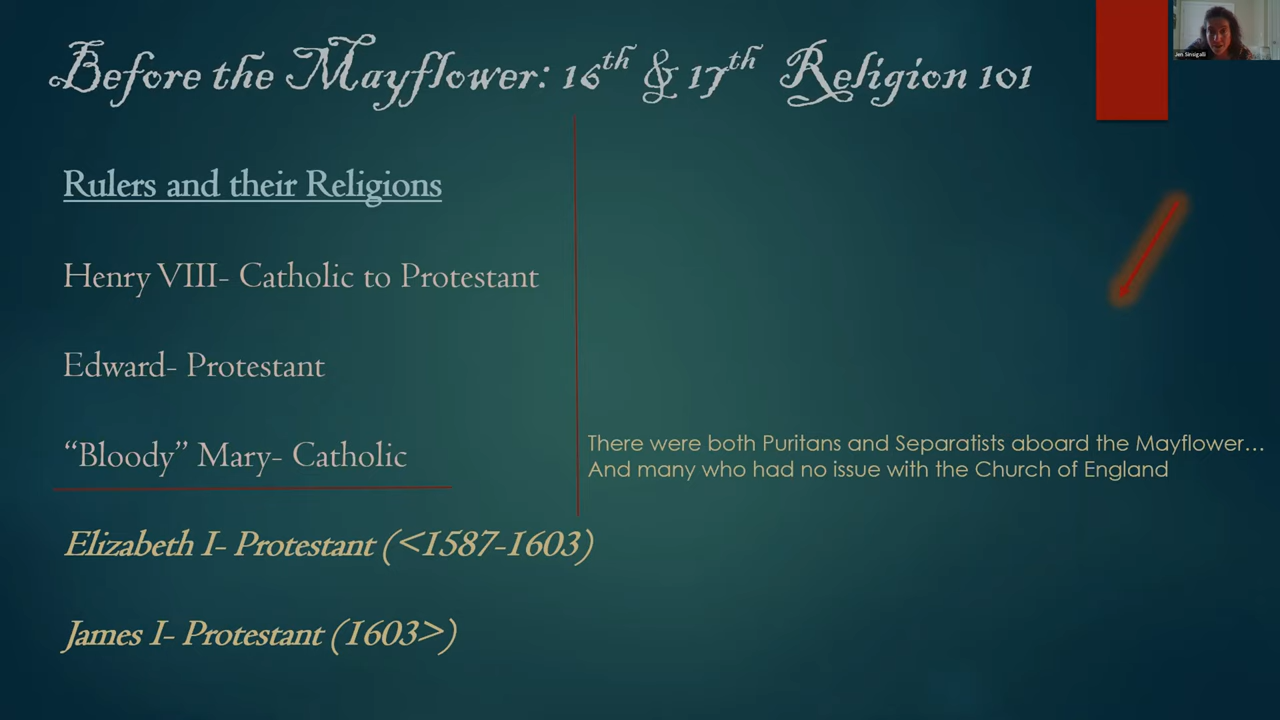 Before the Mayflower: 16th & 17th Religion 101
Jen Sinsigalli
Rulers and their Religions
Henry VIII- Catholic to Protestant
Edward- Protestant
“Bloody” Mary- Catholic
There were both Puritans and Separatists aboard the Mayflower…
And many who had no issue with the Church of England
Elizabeth I- Protestant (<1587-1603)
James I- Protestant (1603>)